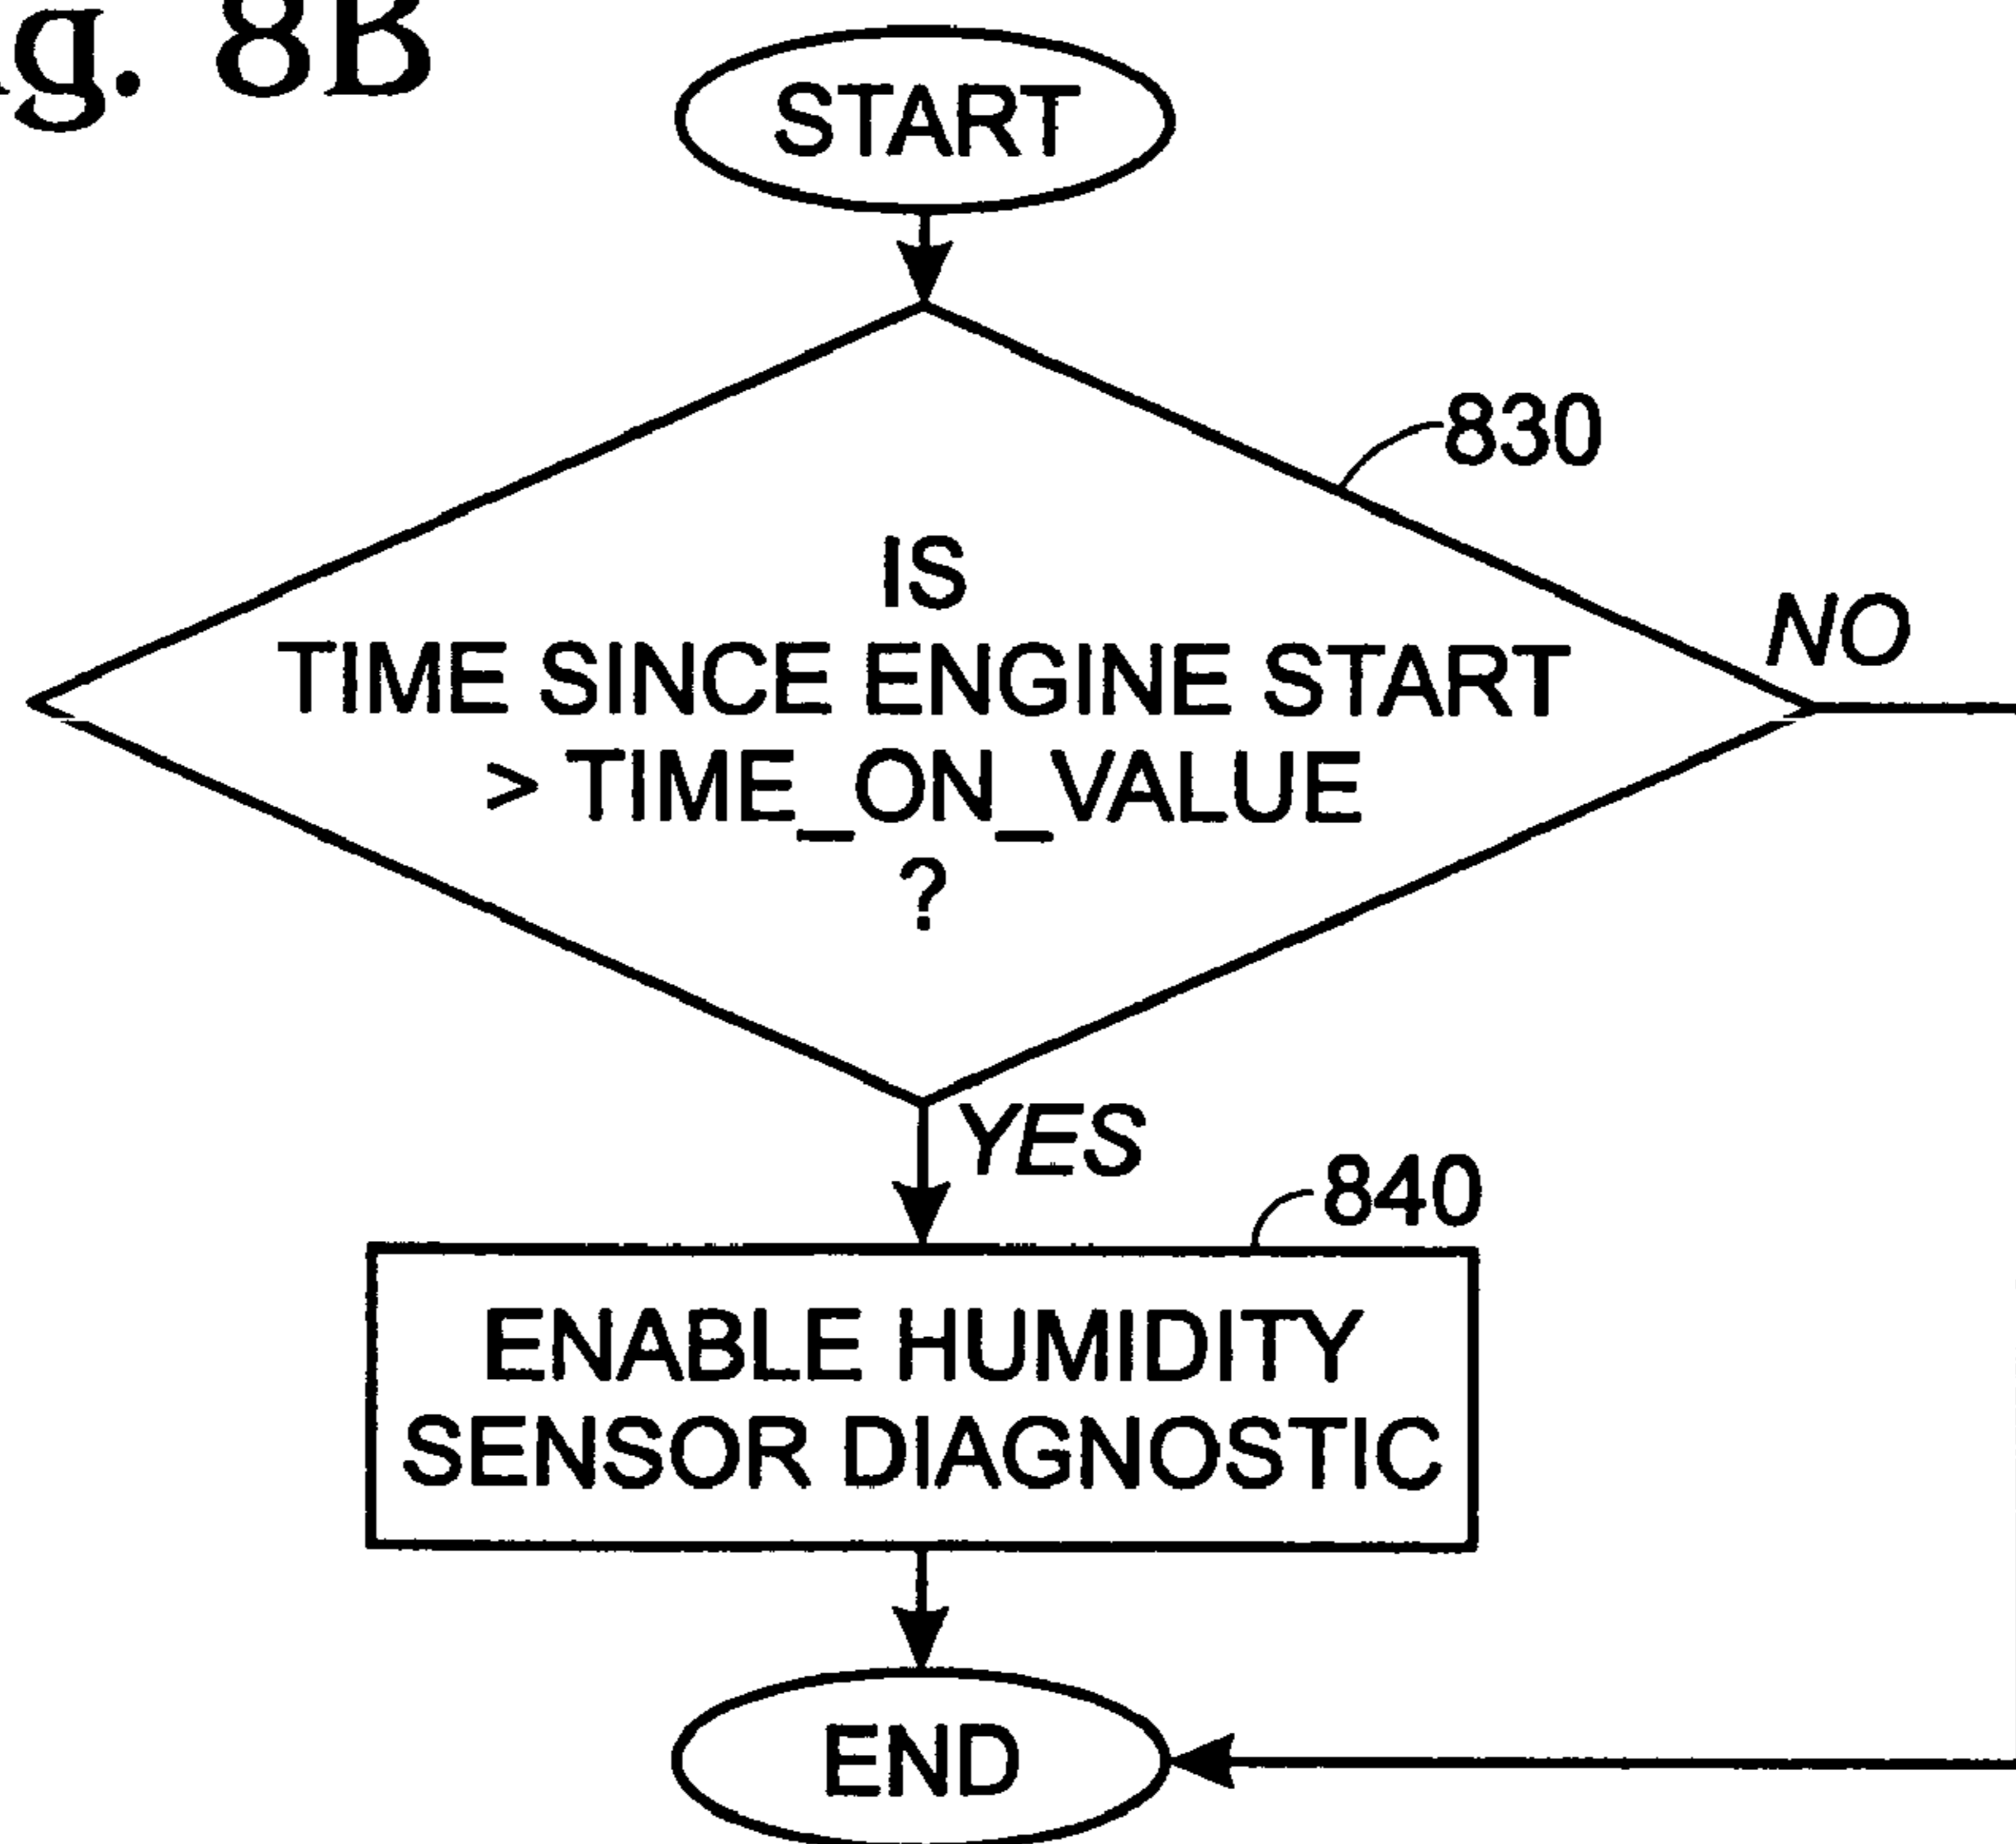 g. 8B
START
830
IS
TIME SINCE ENGINE START
> TIME_ON_VALUE
?
NO
YES
840
ENABLE HUMIDITY
SENSOR DIAGNOSTIC
END